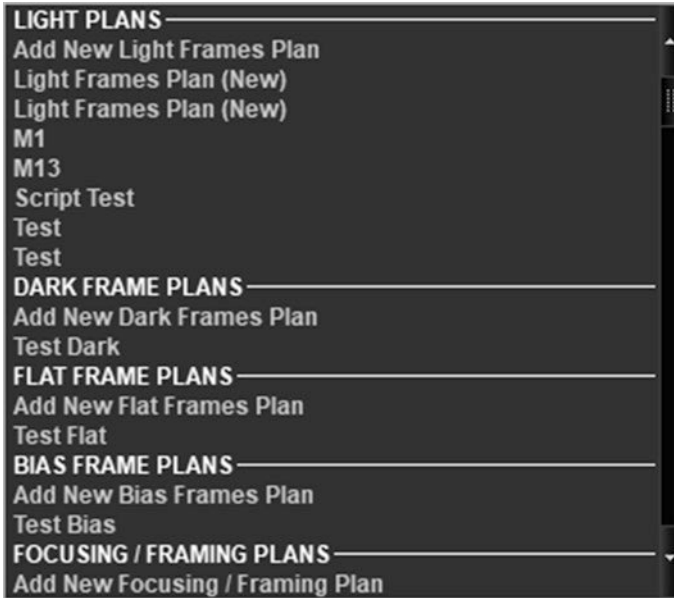 LIGHT PLANS
Add New Light Frames Plan
Light Frames Plan (New)
Light Frames Plan (New)
M1
M13
Script Test
Test
Test
DARK FRAME PLANS
Add New Dark Frames Plan
Test Dark
FLAT FRAME PLANS
Add New Flat Frames Plan
Test Flat
BIAS FRAME PLANS
Add New Bias Frames Plan
Test Bias
FOCUSING / FRAMING PLANS
Add New Focusing / Framing Plan